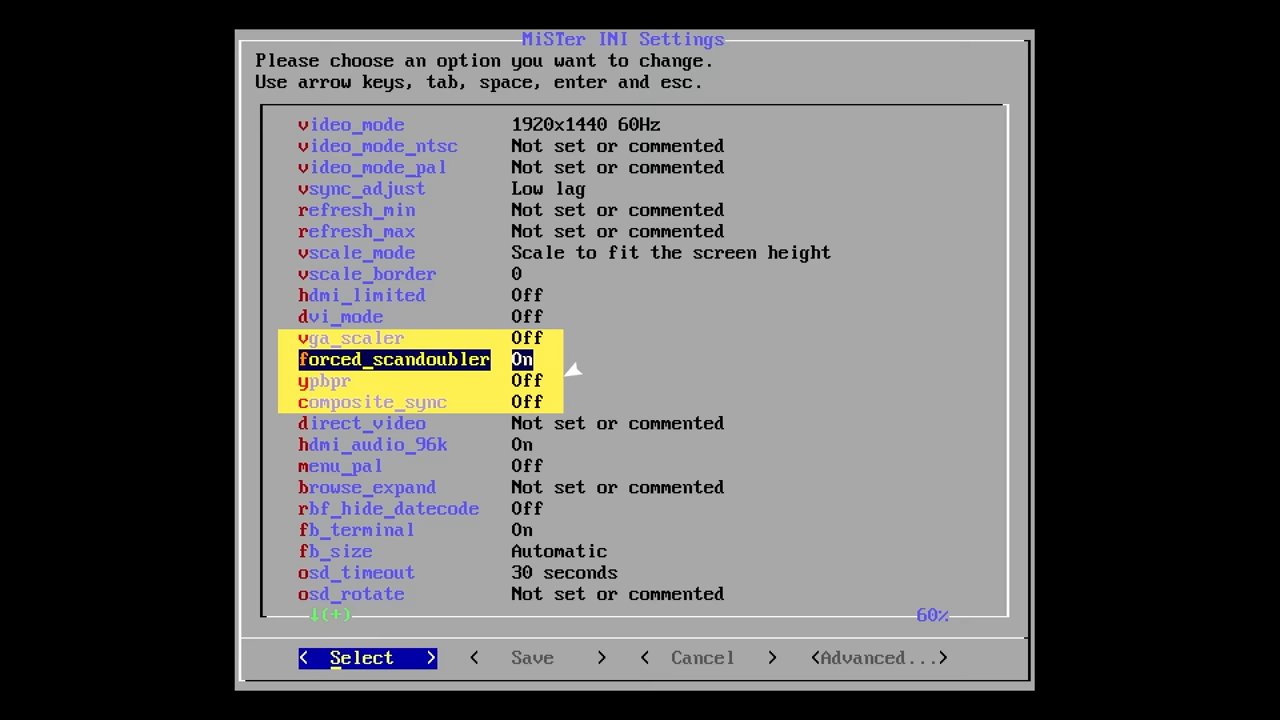 MiSTer INI Settings
Please choose an option you want to change.
Use arrow keys, tab, space, enter and esc.
video_mode 1920x1440 60Hz
video_mode_ntsc Not set or commented
video_mode_pal Not set or commented
vsync_adjust Low lag
refresh_min Not set or commented
refresh_max Not set or commented
vscale_mode Scale to fit the screen height
vscale_border 0
hdmi_limited Off
dvi_mode Off
vga_scaler Off
forced_scandoubler On
ypbpr Off
composite_sync Off
direct_video Not set or commented
hdmi_audio_96k On
menu_pal Off
browse_expand Not set or commented
rbf_hide_datecode Off
fb_terminal On
fb_size Automatic
osd_timeout 30 seconds
osd_rotate Not set or commented
↓(+) 60%
< Select > < Save > < Cancel > <Advanced...>